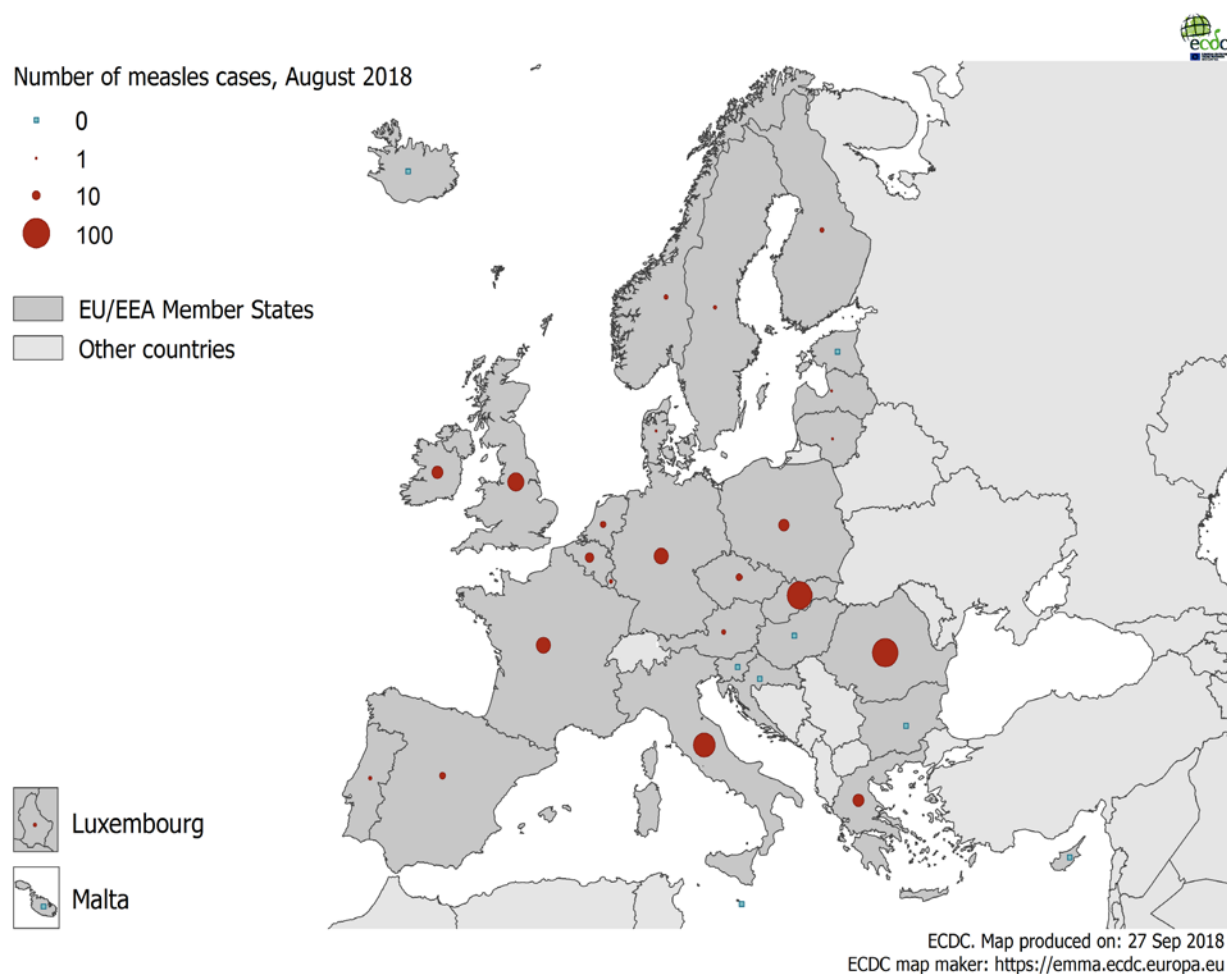 ecdc
Number of measles cases, August 2018
0
1
10
100
EU/EEA Member States
Other countries
Luxembourg
Malta
ECDC. Map produced on: 27 Sep 2018
ECDC map maker: https://emma.ecdc.europa.eu